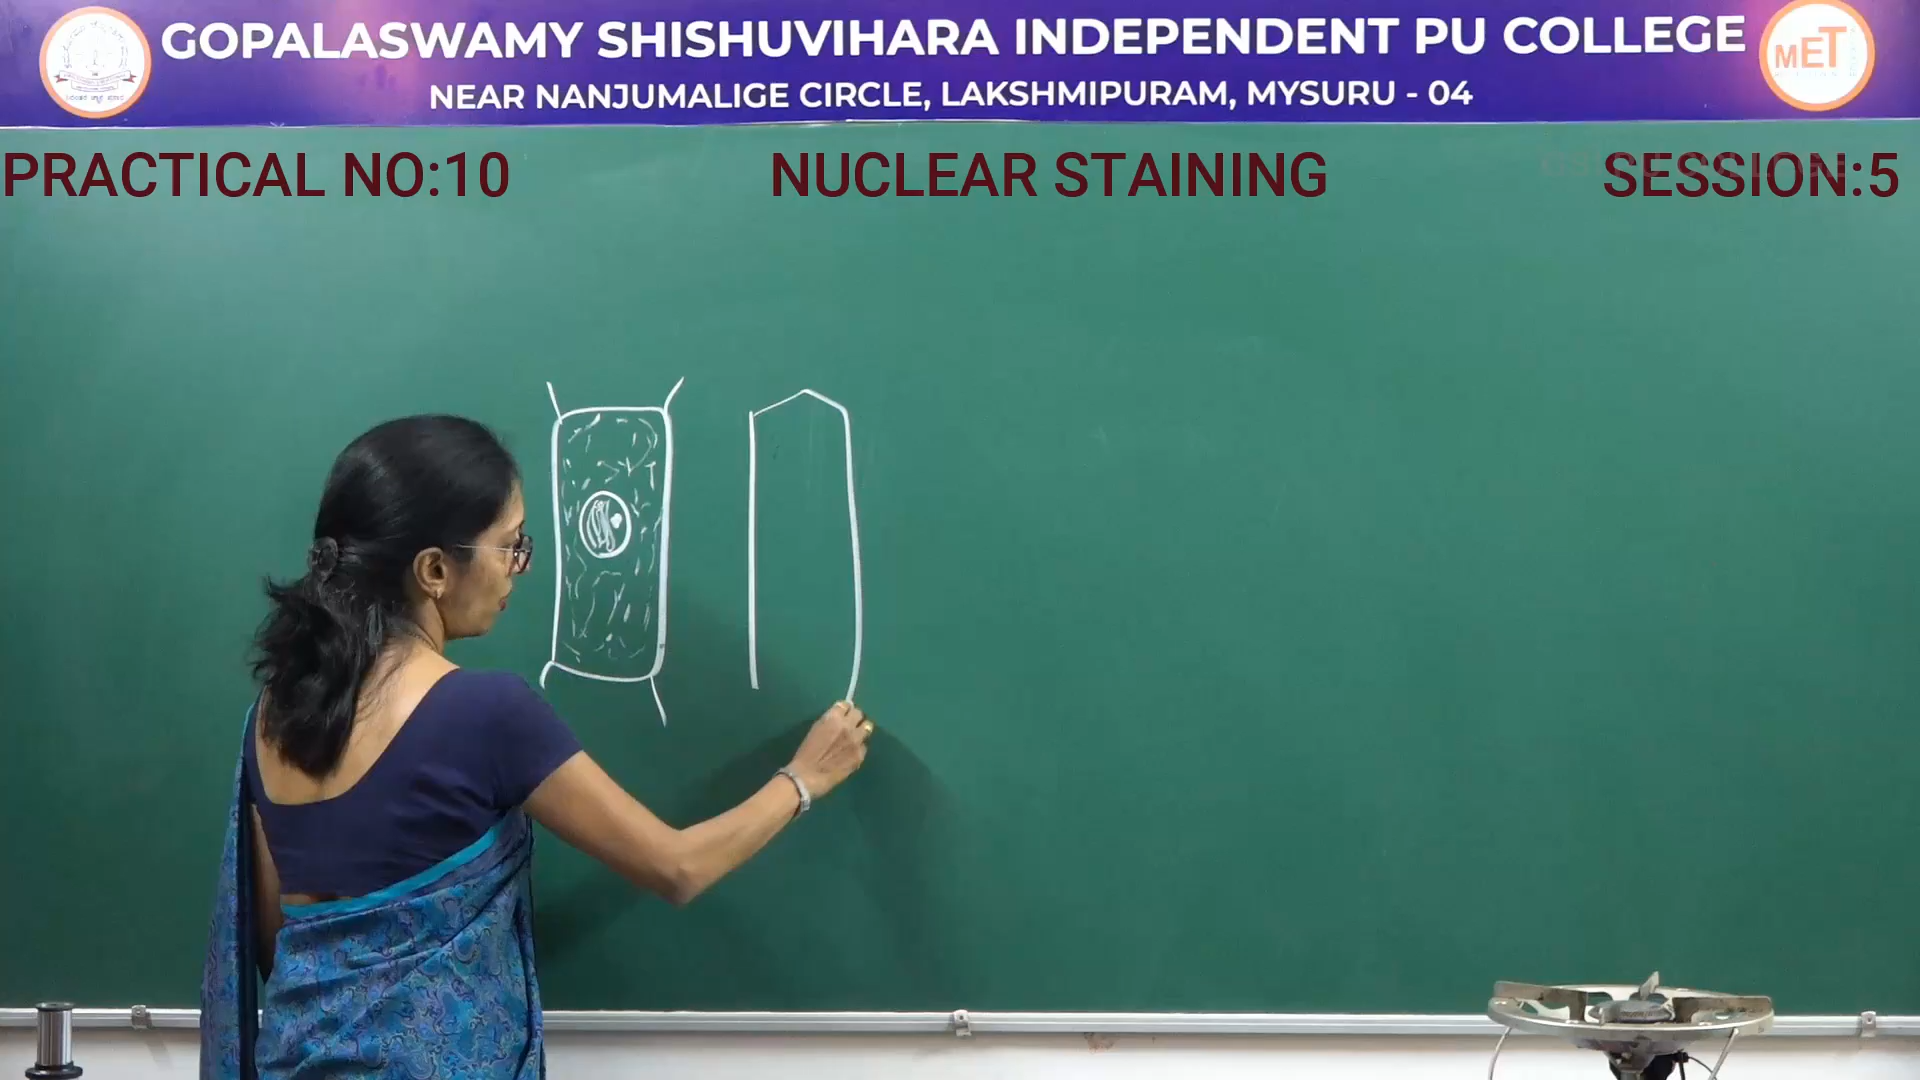 GOPALASWAMY SHISHUVIHARA INDEPENDENT PU COLLEGE
MET
NEAR NANJUMALIGE CIRCLE, LAKSHMIPURAM, MYSURU - 04
PRACTICAL NO:10 NUCLEAR STAINING SESSION:5